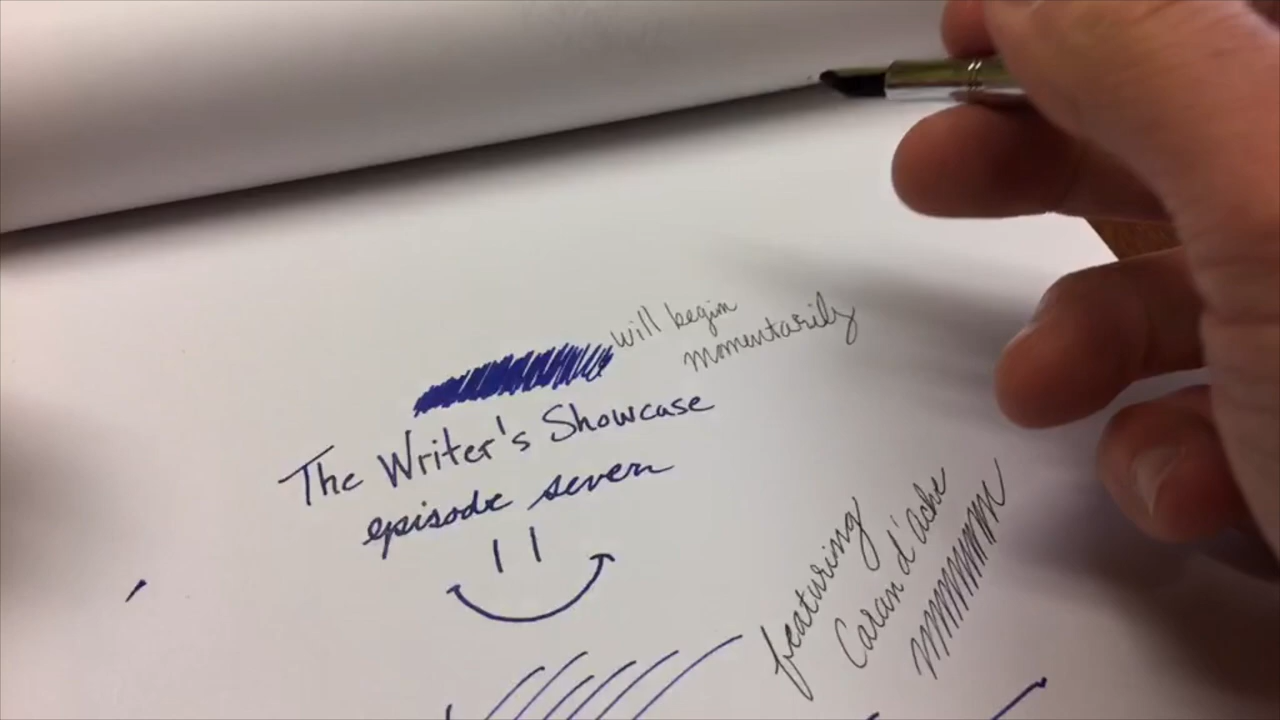 will begin
momentarily
The Writer's Showcase
episode seven
featuring
Caran d'Ache